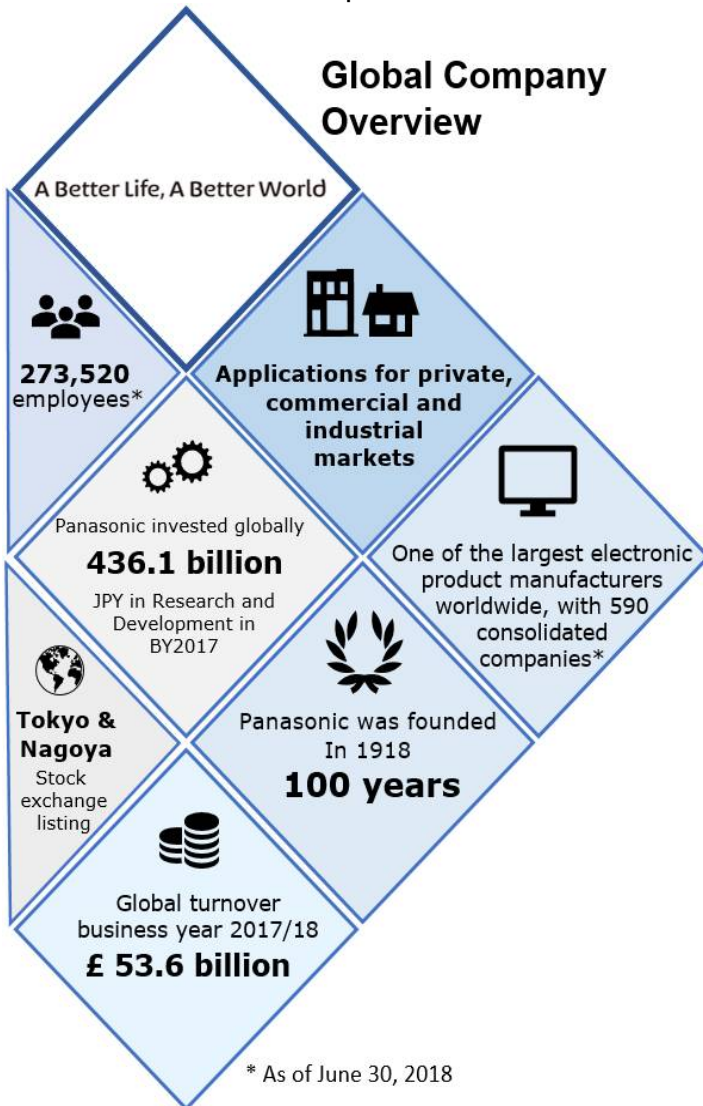 Global Company
Overview
A Better Life, A Better World
273,520
employees*
Applications for private,
commercial and
industrial
markets
Panasonic invested globally
436.1 billion
JPY in Research and
Development in
BY2017
One of the largest electronic
product manufacturers
worldwide, with 590
consolidated
companies*
Tokyo &
Nagoya
Stock
exchange
listing
Panasonic was founded
In 1918
100 years
Global turnover
business year 2017/18
£ 53.6 billion
* As of June 30, 2018